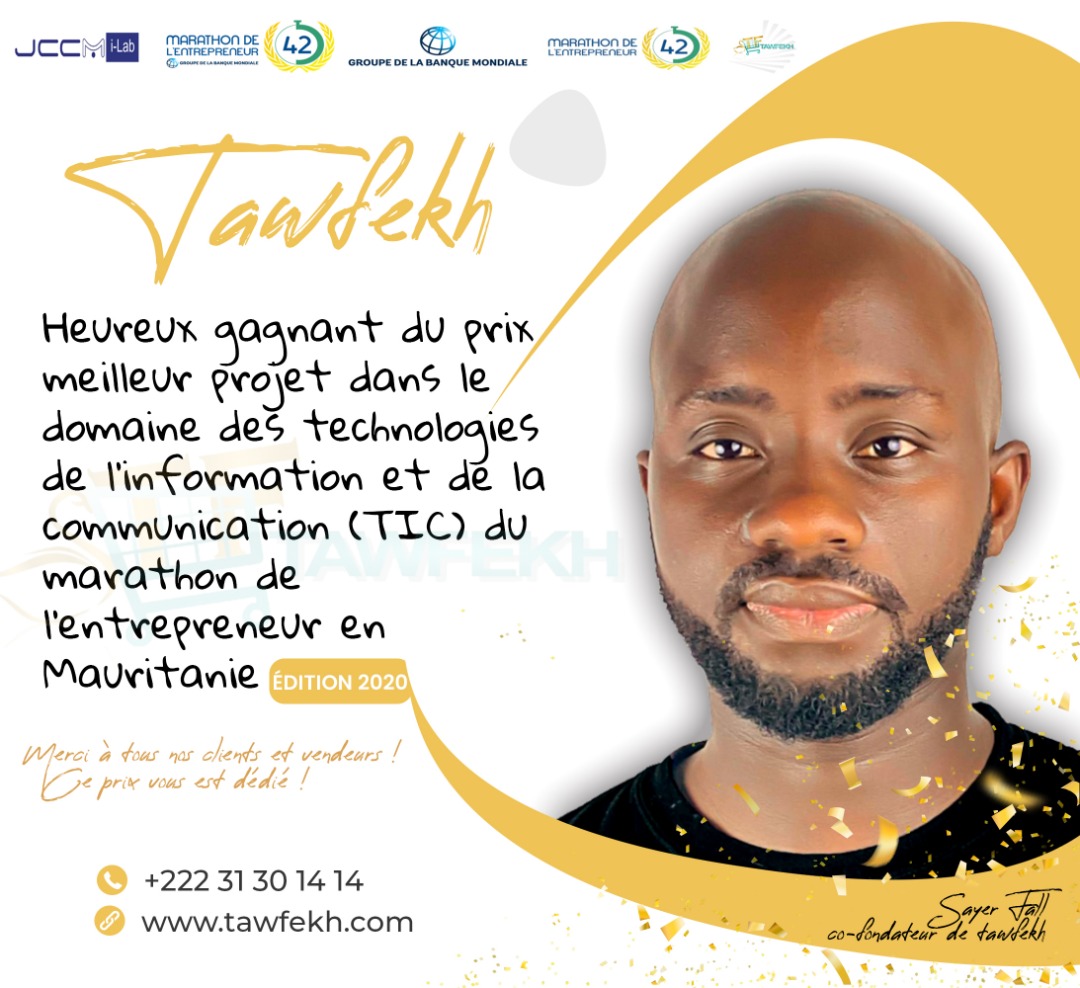 JCCM i-Lab
MARATHON DE
L'ENTREPRENEUR
42
GROUPE DE LA BANQUE MONDIALE
GROUPE DE LA BANQUE MONDIALE
MARATHON DE
L'ENTREPRENEUR
42
TAWFEKH
Tawfekh
Heureux gagnant du prix
meilleur projet dans le
domaine des technologies
de l'information et de la
communication (TIC) du
marathon de
l'entrepreneur en
Mauritanie ÉDITION 2020
TAWFEKH
Merci à tous nos clients et vendeurs !
Ce prix vous est dédié !
+222 31 30 14 14
www.tawfekh.com
Sayer Fall
co-fondateur de tawfekh